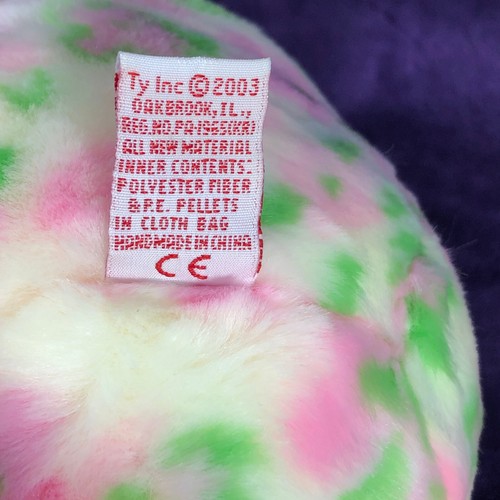 Ty Inc © 2003
OAKBROOK, IL.,
REG. NO. PA-1965(KR)
ALL NEW MATERIAL
INNER CONTENTS:
POLYESTER FIBER
& P.E. PELLETS
IN CLOTH BAG
HANDMADE IN CHINA
CE